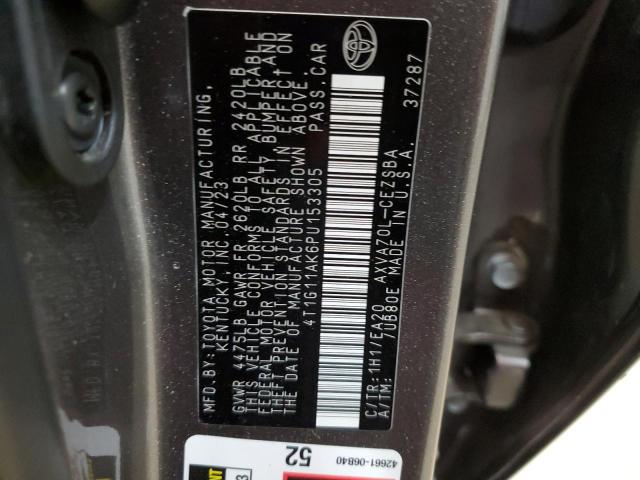 MFD.BY:TOYOTA MOTOR MANUFACTURING,
KENTUCKY, INC. 04/23
GVWR 4475LB GAWR FR 2620LB RR 2420LB
THIS VEHICLE CONFORMS TO ALL APPLICABLE
FEDERAL MOTOR VEHICLE SAFETY, BUMPER AND
THEFT PREVENTION STANDARDS IN EFFECT ON
THE DATE OF MANUFACTURE SHOWN ABOVE.
4T1G11AK6PU153305 PASS. CAR
C/TR:1H1/EA20 AXVA70L-CEZSBA
A/TM: 70B80E MADE IN U.S.A. 37287
52
42661-06B40